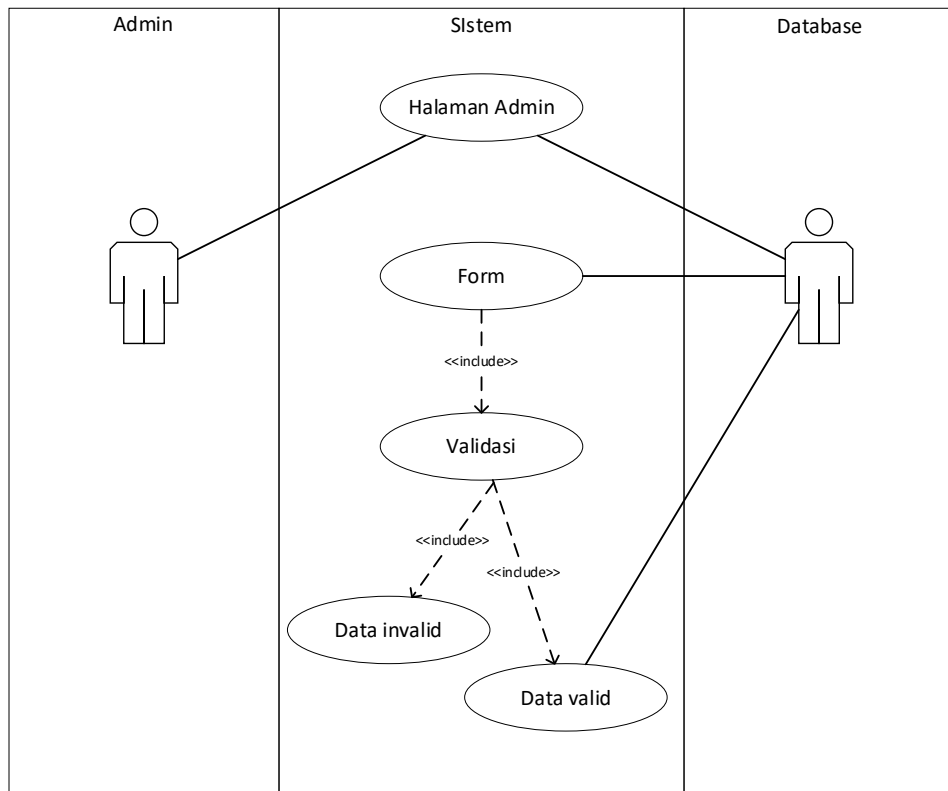 Admin
SIstem
Database
Halaman Admin
Form
<<include>>
Validasi
<<include>>
<<include>>
Data invalid
Data valid